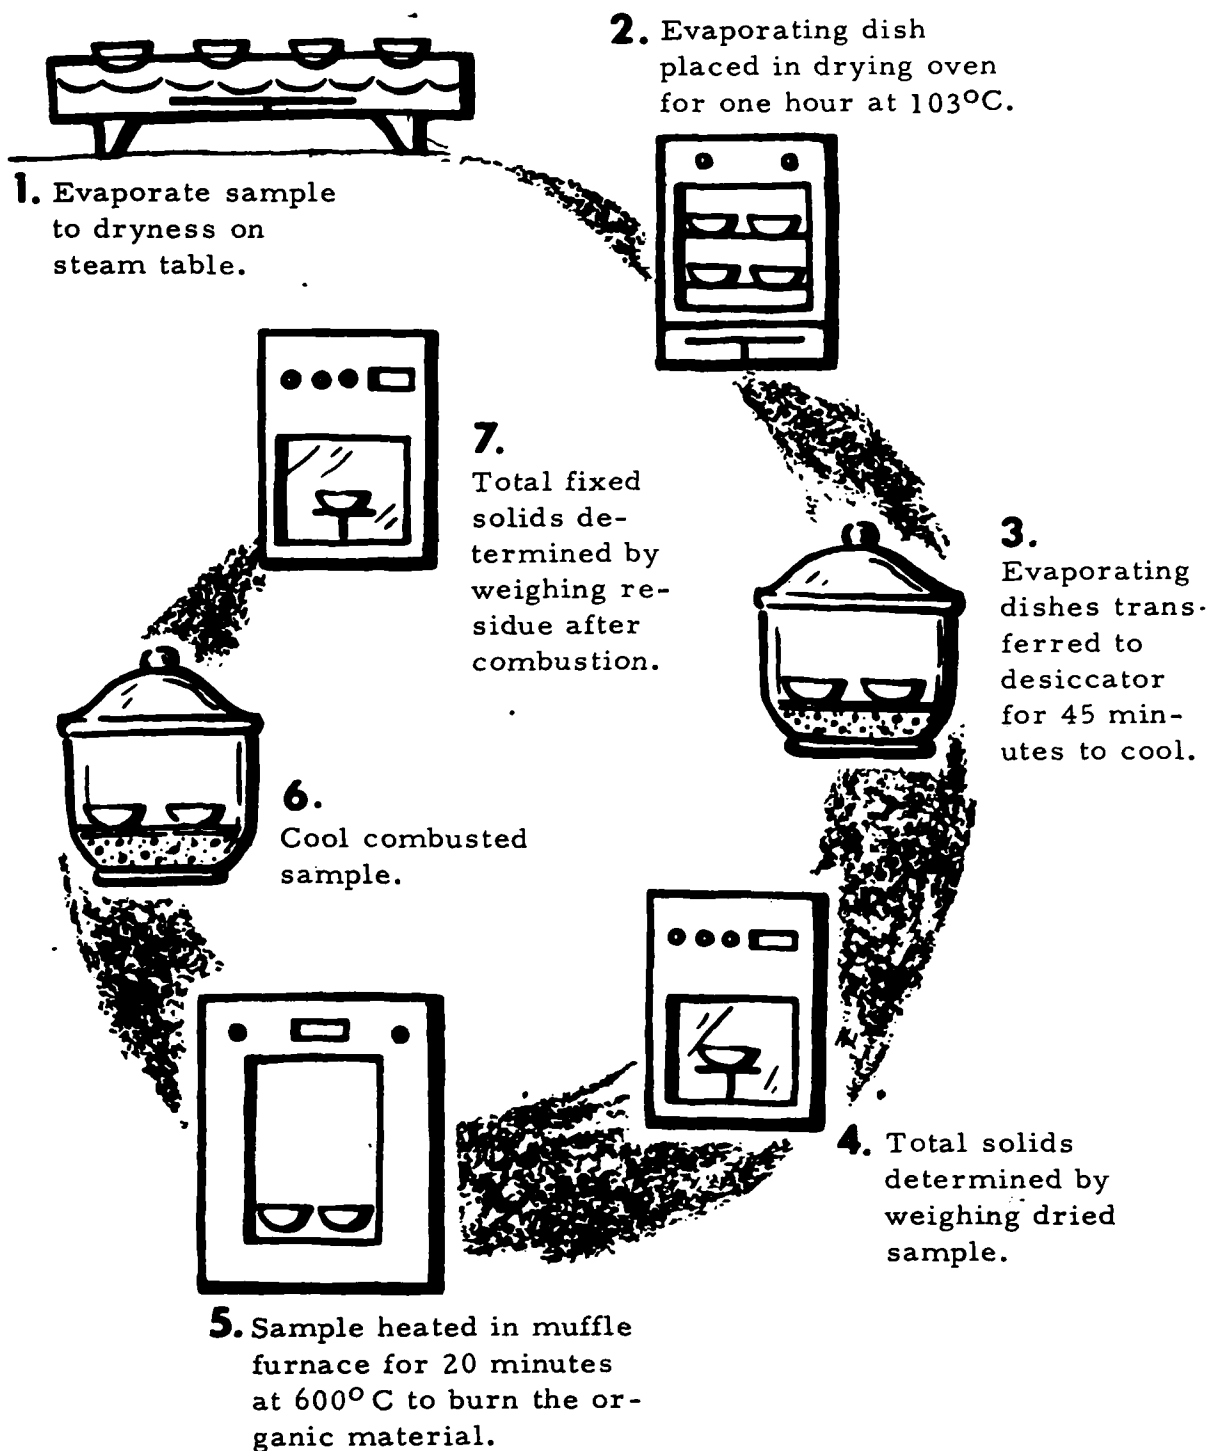 1. Evaporate sample
to dryness on
steam table.
2. Evaporating dish
placed in drying oven
for one hour at 103°C.
3.
Evaporating
dishes trans-
ferred to
desiccator
for 45 min-
utes to cool.
4. Total solids
determined by
weighing dried
sample.
5. Sample heated in muffle
furnace for 20 minutes
at 600° C to burn the or-
ganic material.
6.
Cool combusted
sample.
7.
Total fixed
solids de-
termined by
weighing re-
sidue after
combustion.